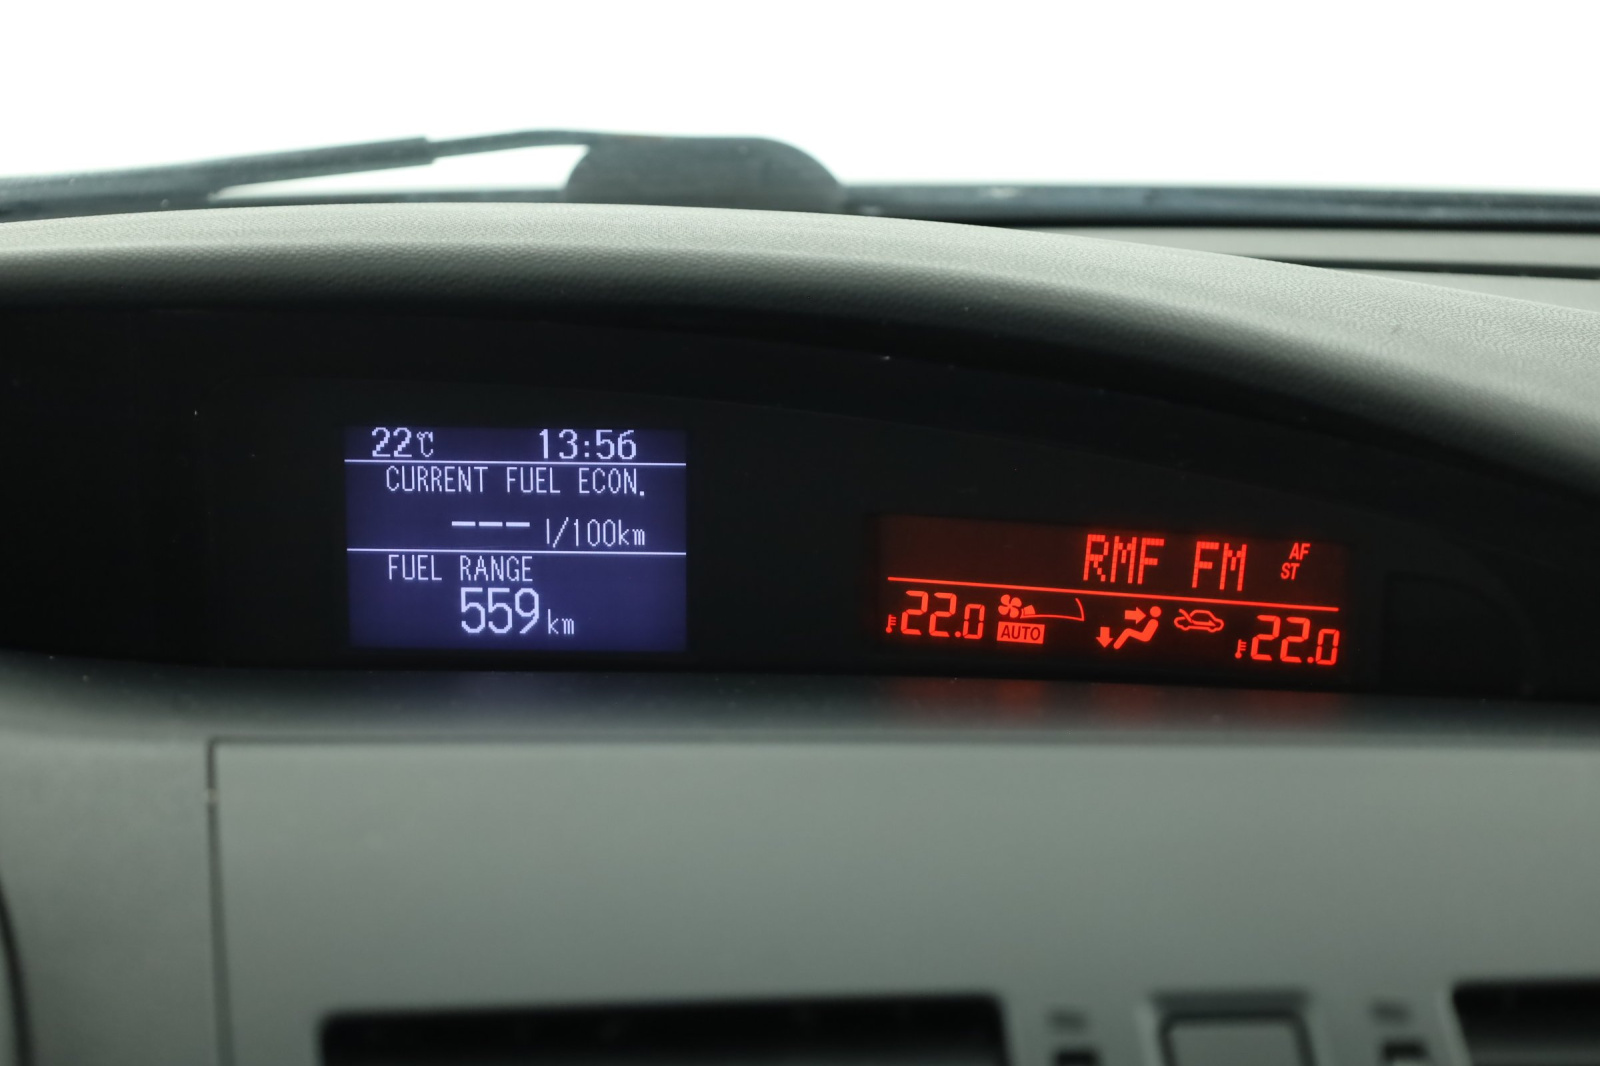 22℃ 13:56
CURRENT FUEL ECON.
--- l/100km
FUEL RANGE
559km
RMF FM AF
ST
22.0 AUTO 22.0